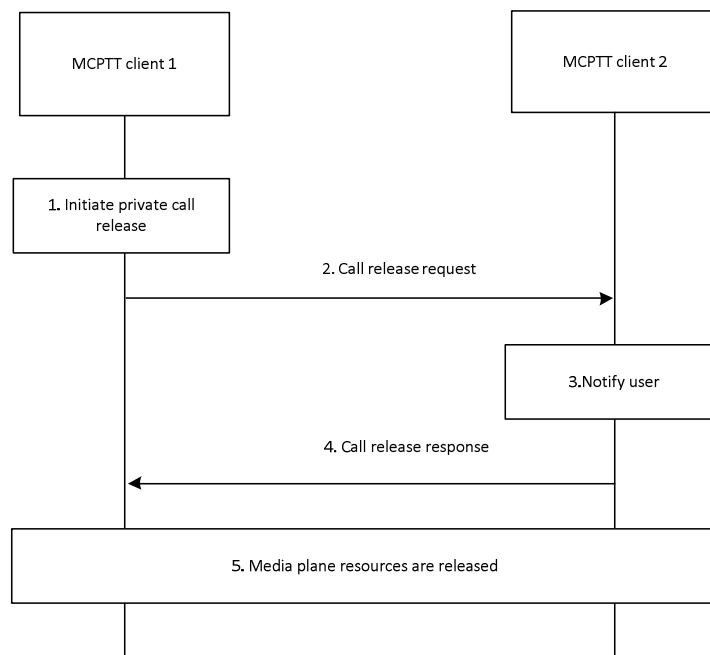 MCPTT client 1
MCPTT client 2
1. Initiate private call
release
2. Call release request
3.Notify user
4. Call release response
5. Media plane resources are released